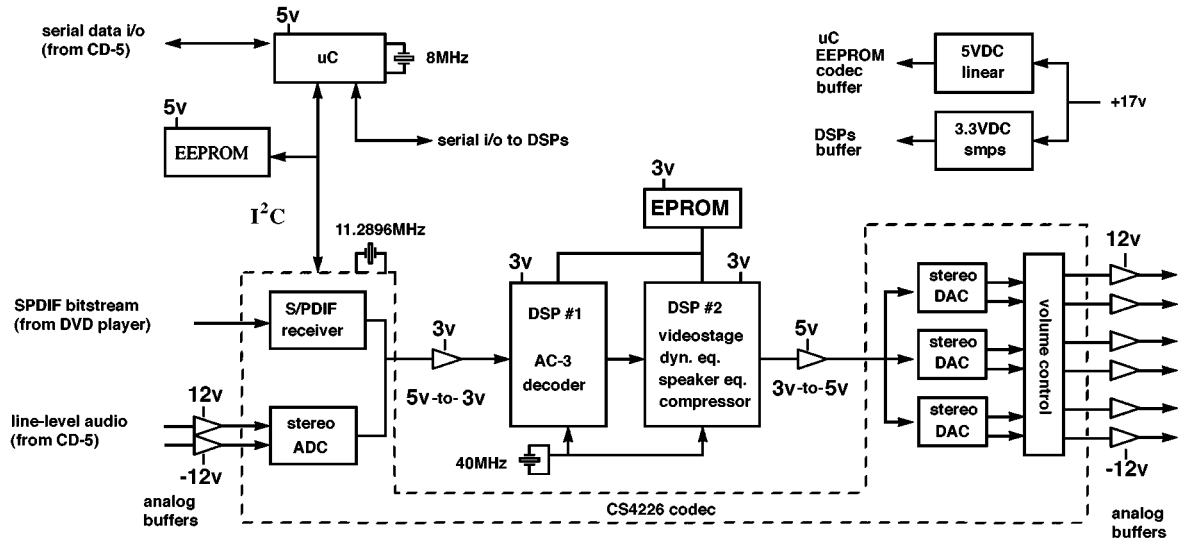 serial data i/o
(from CD-5)
5v
uC
8MHz
5v
EEPROM
serial i/o to DSPs
I²C
uC
EEPROM
codec
buffer
5VDC
linear
+17v
DSPs
buffer
3.3VDC
smps
3v
EPROM
11.2896MHz
SPDIF bitstream
(from DVD player)
S/PDIF
receiver
3v
5v-to-3v
3v
DSP #1
AC-3
decoder
3v
DSP #2
videostage
dyn. eq.
speaker eq.
compressor
5v
3v-to-5v
40MHz
line-level audio
(from CD-5)
12v
-12v
analog
buffers
stereo
ADC
stereo
DAC
stereo
DAC
stereo
DAC
volume control
12v
-12v
analog
buffers
CS4226 codec